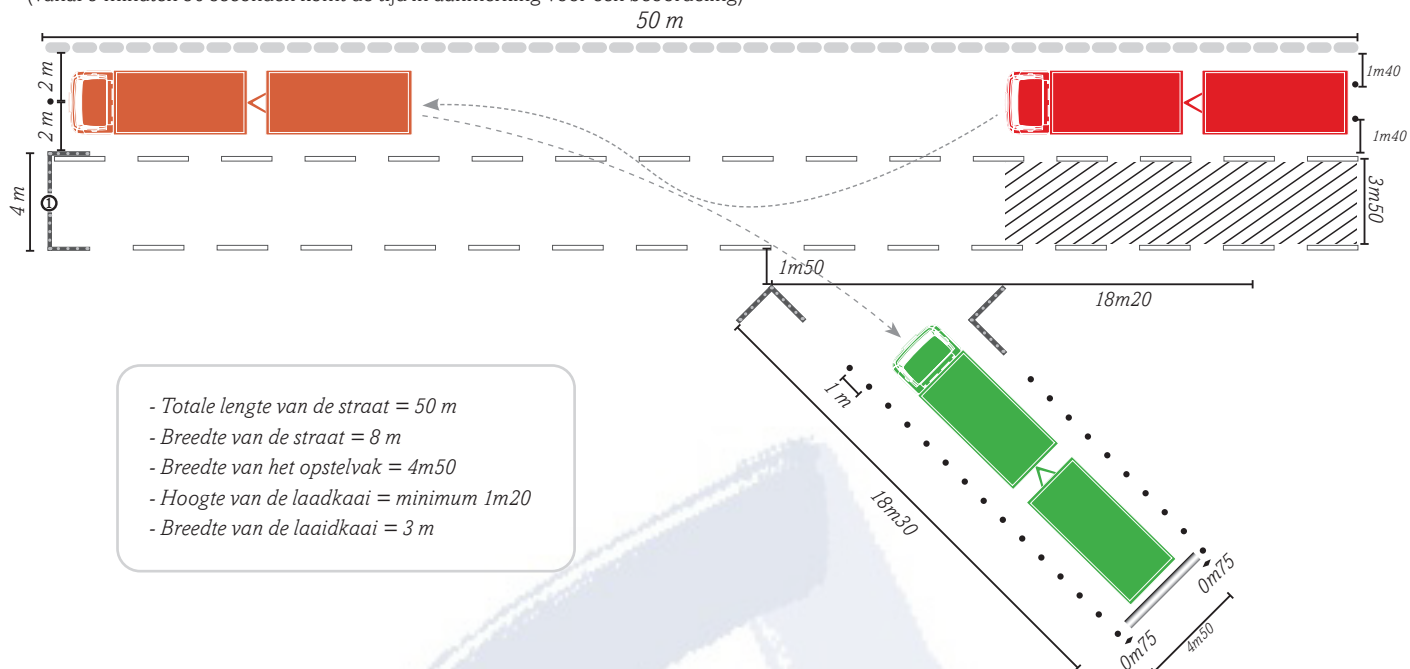 50 m
2 m
2 m
1m40
1m40
4 m
1
3m50
1m50
18m20
1 m
- Totale lengte van de straat = 50 m
- Breedte van de straat = 8 m
- Breedte van het opstelvak = 4m50
- Hoogte van de laadkaai = minimum 1m20
- Breedte van de laaidkaai = 3 m
18m30
0m75
0m75
4m50